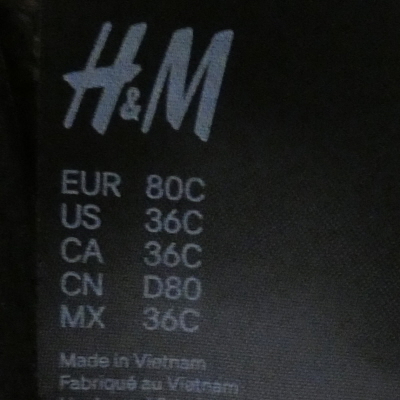 H&M
EUR 80C
US 36C
CA 36C
CN D80
MX 36C
Made in Vietnam
Fabriqué au Vietnam